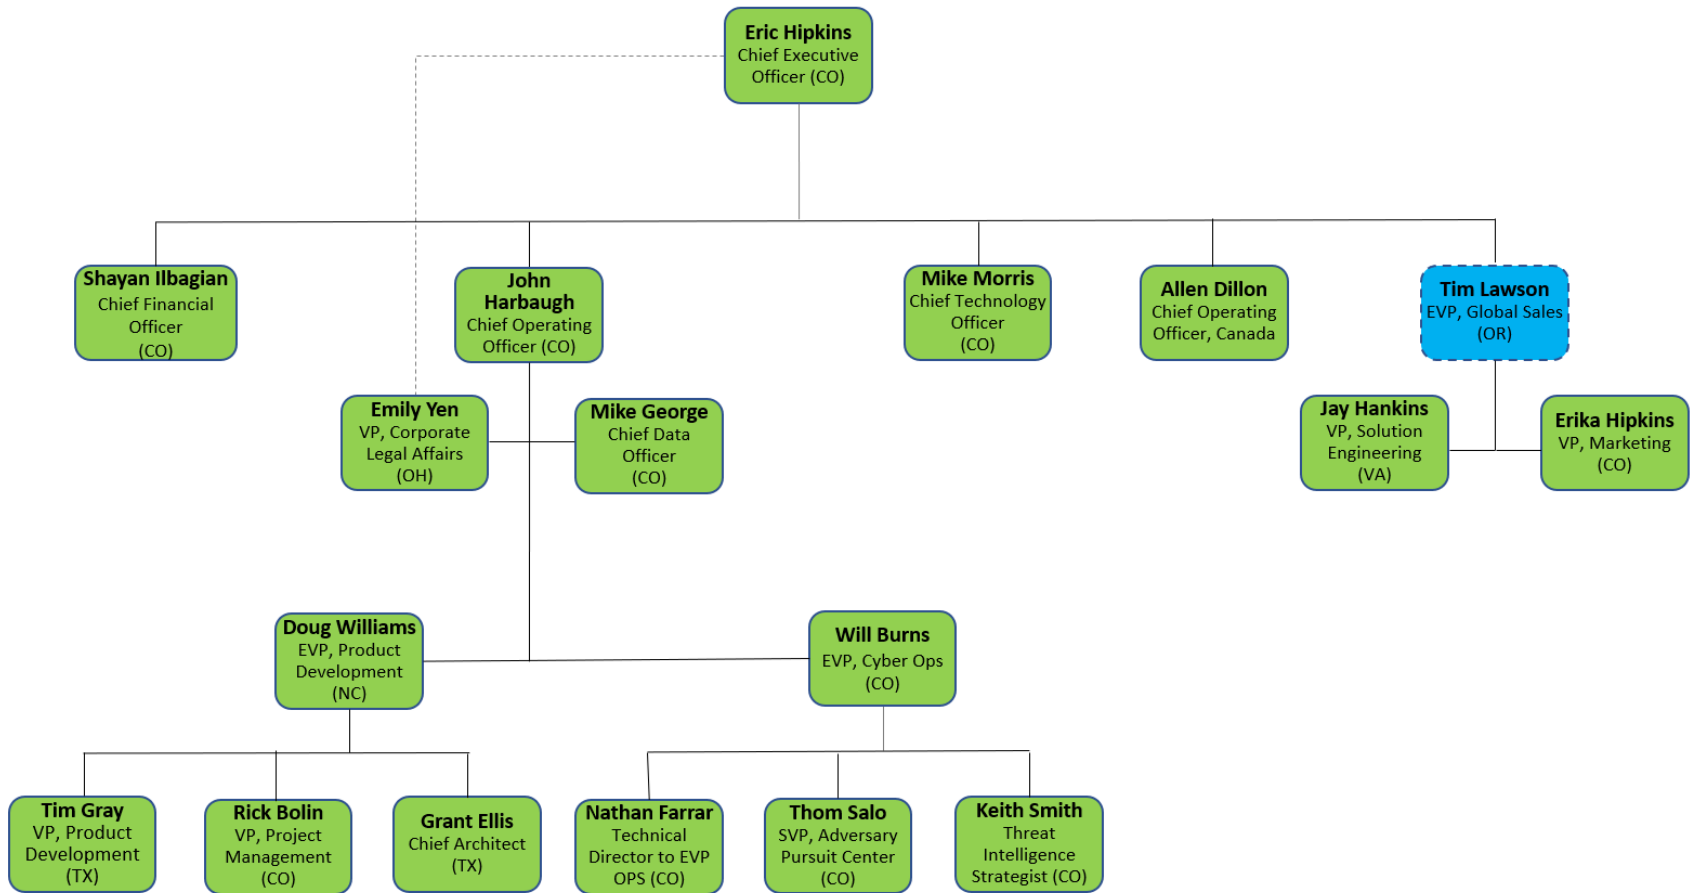 Eric Hipkins
Chief Executive
Officer (CO)
Shayan Ilbagian
Chief Financial
Officer
(CO)
John
Harbaugh
Chief Operating
Officer (CO)
Mike Morris
Chief Technology
Officer
(CO)
Allen Dillon
Chief Operating
Officer, Canada
Tim Lawson
EVP, Global Sales
(OR)
Emily Yen
VP, Corporate
Legal Affairs
(OH)
Mike George
Chief Data
Officer
(CO)
Jay Hankins
VP, Solution
Engineering
(VA)
Erika Hipkins
VP, Marketing
(CO)
Doug Williams
EVP, Product
Development
(NC)
Will Burns
EVP, Cyber Ops
(CO)
Tim Gray
VP, Product
Development
(TX)
Rick Bolin
VP, Project
Management
(CO)
Grant Ellis
Chief Architect
(TX)
Nathan Farrar
Technical
Director to EVP
OPS (CO)
Thom Salo
SVP, Adversary
Pursuit Center
(CO)
Keith Smith
Threat
Intelligence
Strategist (CO)